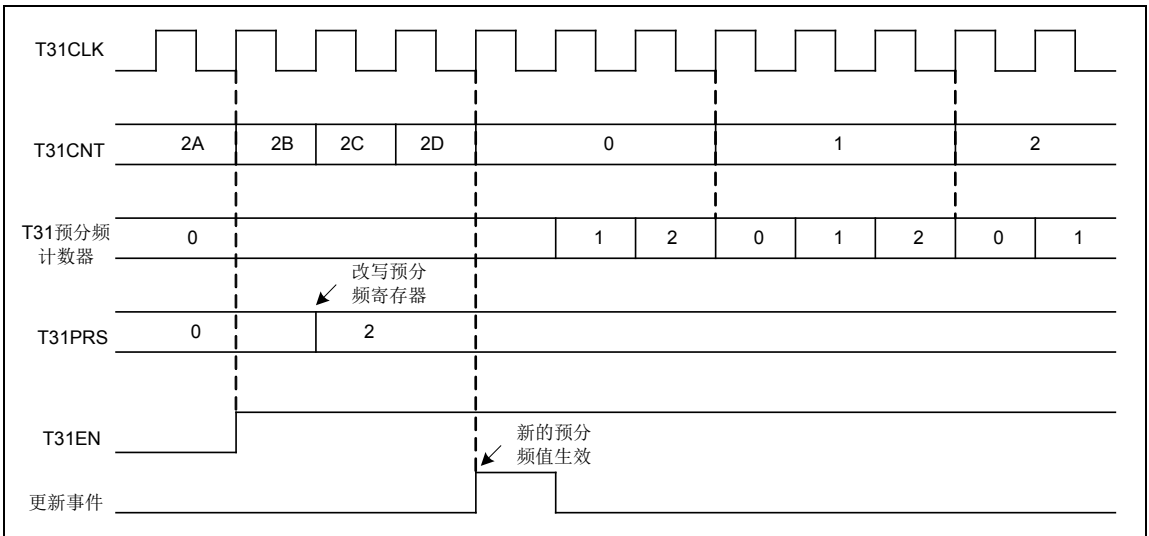 T31CLK
T31CNT 2A 2B 2C 2D 0 1 2
T31预分频
计数器
0 1 2 0 1 2 0 1
改写预分
频寄存器
T31PRS 0 2
T31EN
新的预分
频值生效
更新事件